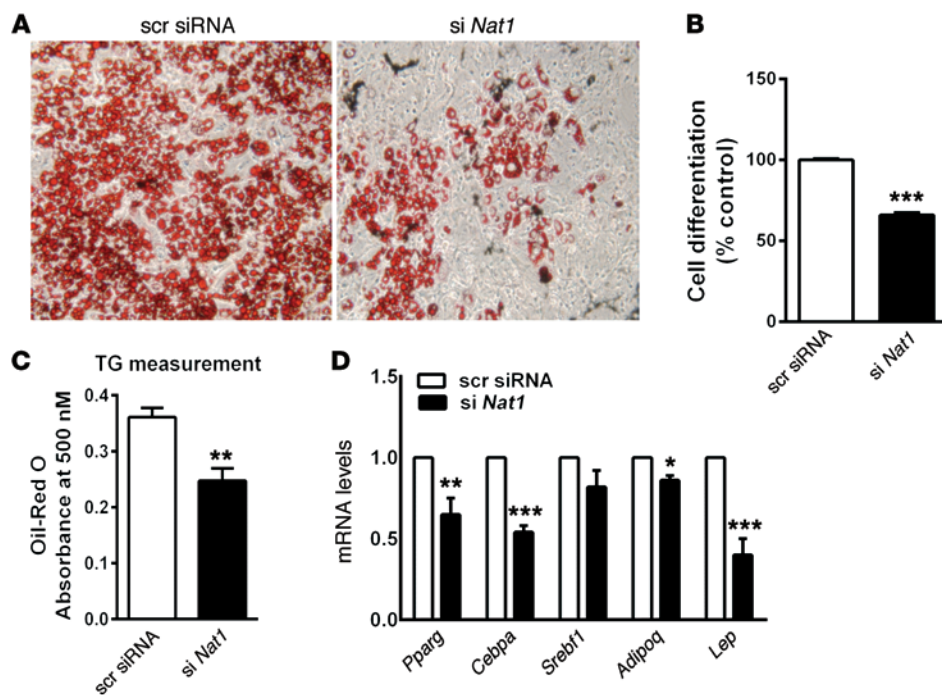 A
scr siRNA
si Nat1
B
Cell differentiation
(% control)
150
100
50
0
***
scr siRNA
si Nat1
C
TG measurement
Oil-Red O
Absorbance at 500 nM
0.4
0.3
0.2
0.1
0.0
**
scr siRNA
si Nat1
D
scr siRNA
si Nat1
mRNA levels
1.5
1.0
0.5
0.0
**
***
*
***
Pparg
Cebpa
Srebf1
Adipoq
Lep